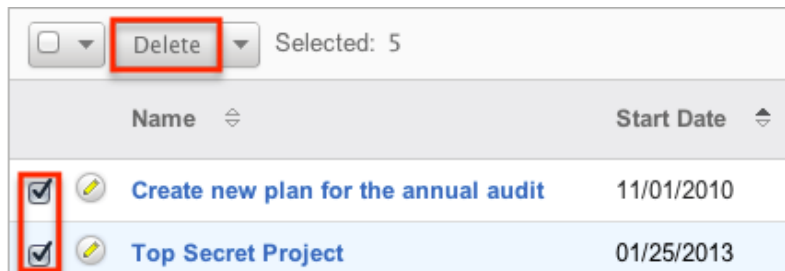 Delete Selected: 5
Name Start Date
Create new plan for the annual audit 11/01/2010
Top Secret Project 01/25/2013